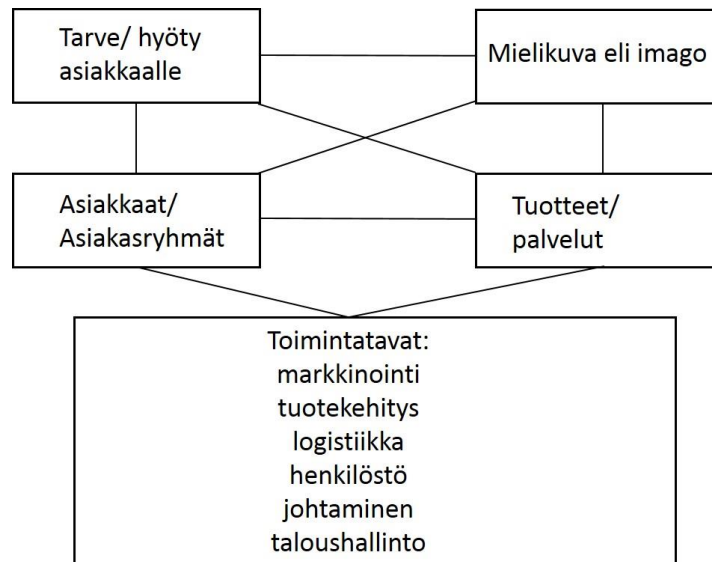 Tarve/ hyöty
asiakkaalle
Mielikuva eli imago
Asiakkaat/
Asiakasryhmät
Tuotteet/
palvelut
Toimintatavat:
markkinointi
tuotekehitys
logistiikka
henkilöstö
johtaminen
taloushallinto